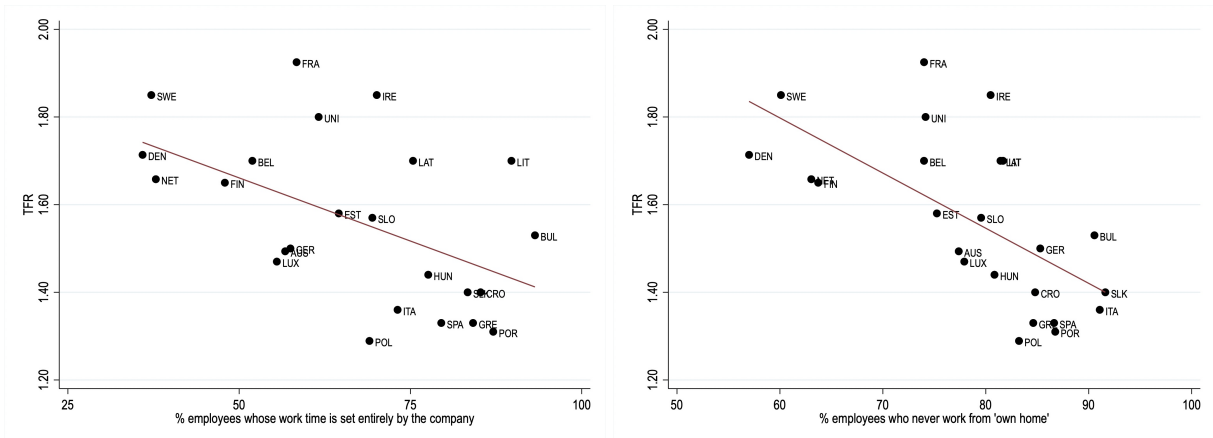 2.00
1.80
1.60
1.40
1.20
TFR
FRA
SWE
IRE
UNI
DEN
BEL
LAT
LIT
NET
FIN
EST
SLO
BUL
GER
AUS
LUX
HUN
SLK
CRO
ITA
SPA
GRE
POR
POL
25
50
75
100
% employees whose work time is set entirely by the company
2.00
1.80
1.60
1.40
1.20
TFR
FRA
SWE
IRE
UNI
DEN
BEL
LAT
NET
FIN
EST
SLO
BUL
GER
AUS
LUX
HUN
CRO
SLK
ITA
GRE
SPA
POR
POL
50
60
70
80
90
100
% employees who never work from 'own home'